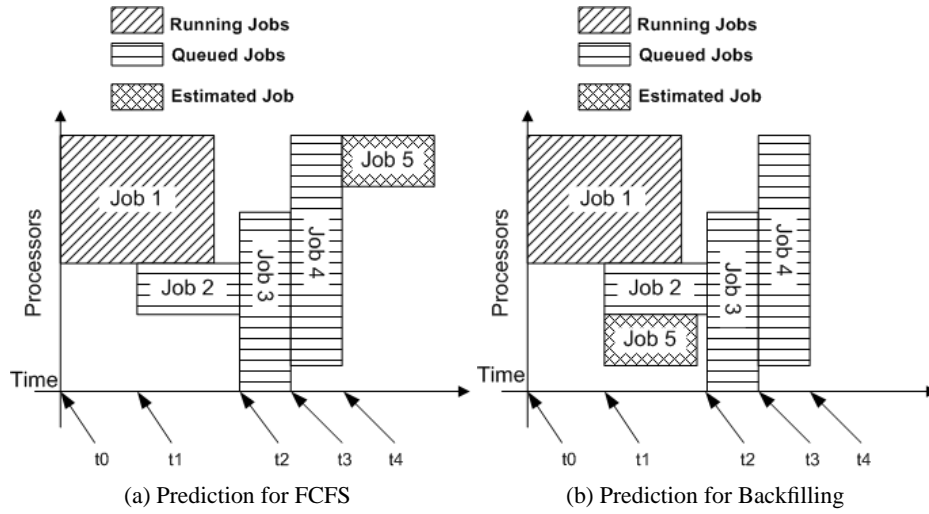 Running Jobs
Queued Jobs
Estimated Job
Processors
Job 1
Job 2
Job 3
Job 4
Job 5
Time
t0 t1 t2 t3 t4
(a) Prediction for FCFS
Running Jobs
Queued Jobs
Estimated Job
Processors
Job 1
Job 2
Job 3
Job 4
Job 5
Time
t0 t1 t2 t3 t4
(b) Prediction for Backfilling